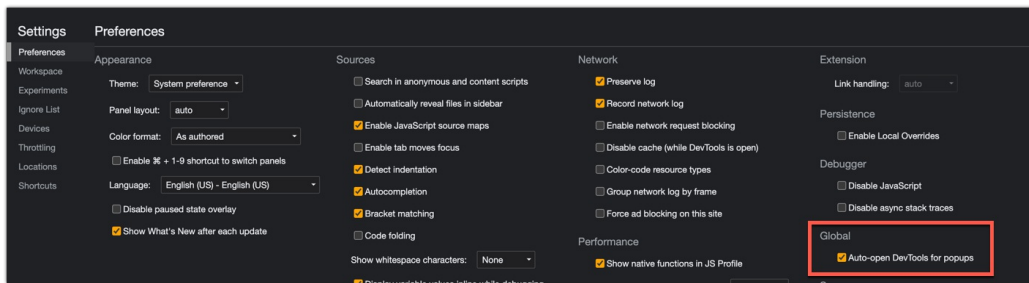 Settings
Preferences
Workspace
Experiments
Ignore List
Devices
Throttling
Locations
Shortcuts
Preferences
Appearance
Theme: System preference
Panel layout: auto
Color format: As authored
Enable ⌘ + 1-9 shortcut to switch panels
Language: English (US) - English (US)
Disable paused state overlay
Show What's New after each update
Sources
Search in anonymous and content scripts
Automatically reveal files in sidebar
Enable JavaScript source maps
Enable tab moves focus
Detect indentation
Autocompletion
Bracket matching
Code folding
Show whitespace characters: None
Display variable values inline while debugging
Network
Preserve log
Record network log
Enable network request blocking
Disable cache (while DevTools is open)
Color-code resource types
Group network log by frame
Force ad blocking on this site
Performance
Show native functions in JS Profile
Extension
Link handling: auto
Persistence
Enable Local Overrides
Debugger
Disable JavaScript
Disable async stack traces
Global
Auto-open DevTools for popups